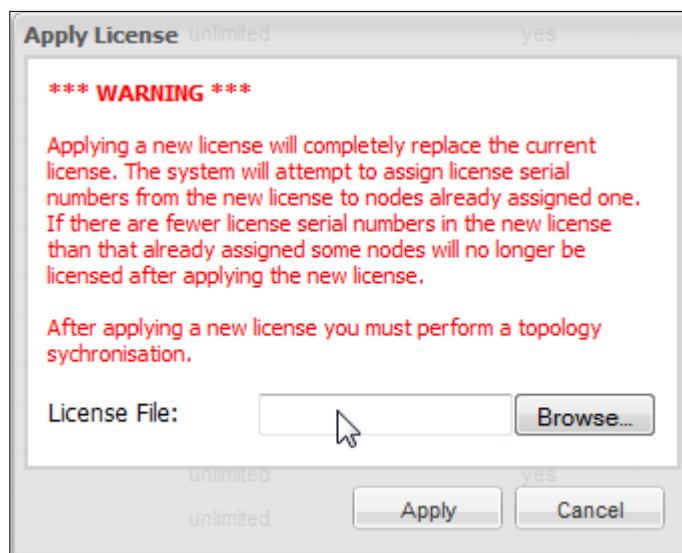 Apply License unlimited yes
*** WARNING ***
Applying a new license will completely replace the current
license. The system will attempt to assign license serial
numbers from the new license to nodes already assigned one.
If there are fewer license serial numbers in the new license
than that already assigned some nodes will no longer be
licensed after applying the new license.
After applying a new license you must perform a topology
sychronisation.
License File: Browse...
unlimited yes
unlimited Apply Cancel